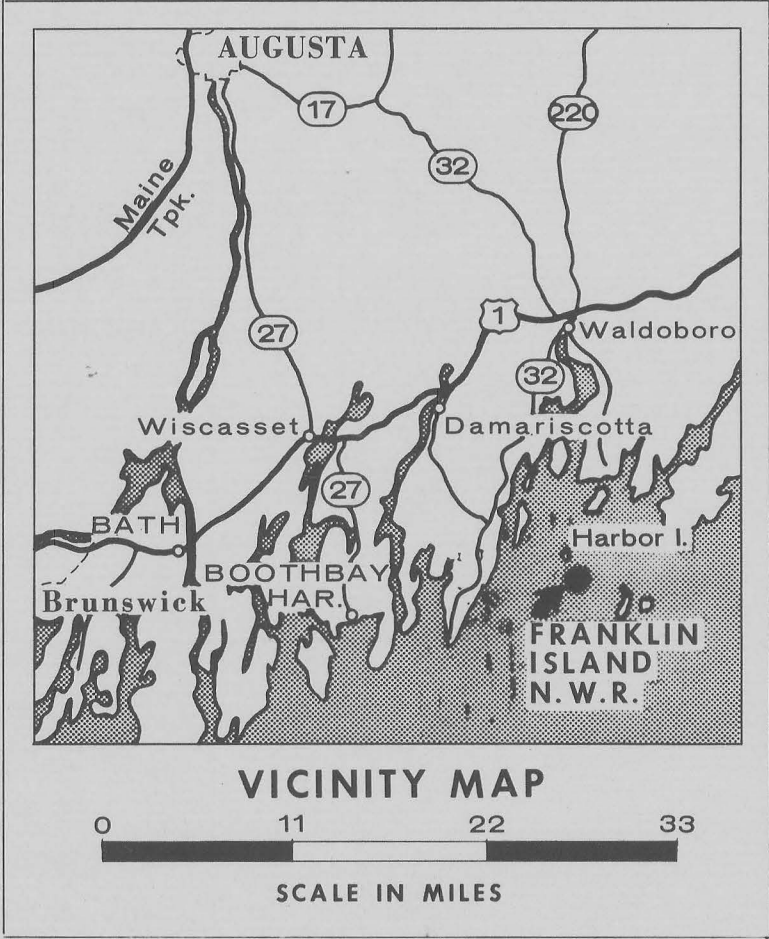 AUGUSTA
17
220
32
Maine
Tpk.
1
27
Waldoboro
32
Wiscasset
Damariscotta
27
BATH
Harbor I.
BOOTHBAY
HAR.
Brunswick
FRANKLIN
ISLAND
N.W.R.
VICINITY MAP
0 11 22 33
SCALE IN MILES